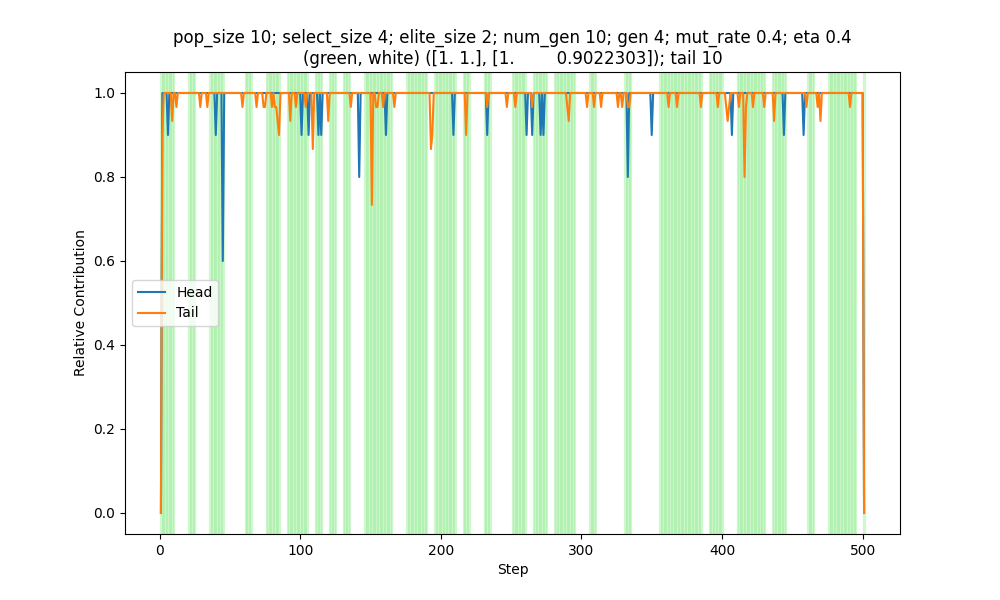 pop_size 10; select_size 4; elite_size 2; num_gen 10; gen 4; mut_rate 0.4; eta 0.4
(green, white) ([1. 1.], [1.        0.9022303]); tail 10
1.0
0.8
0.6
0.4
0.2
0.0
Relative Contribution
Head
Tail
0
100
200
300
400
500
Step